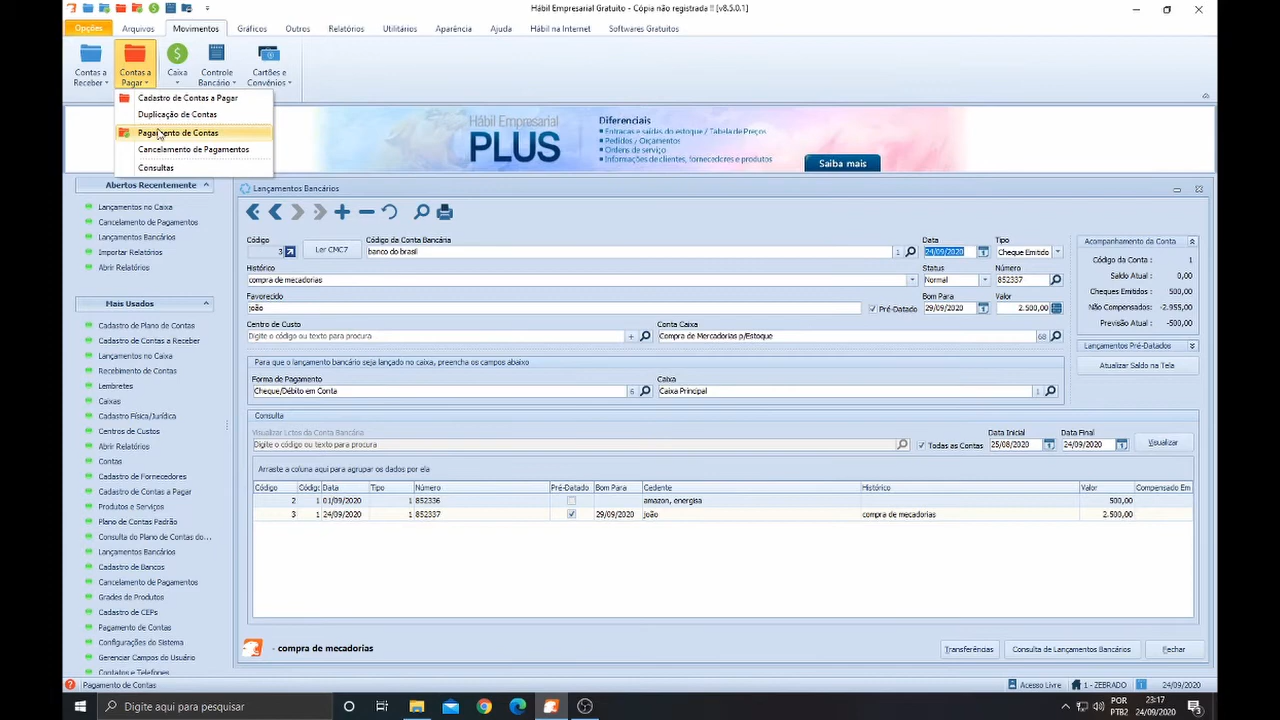 Hábil Empresarial Gratuito - Cópia não registrada !! [v8.5.0.1]
Opções Arquivos Movimentos Gráficos Outros Relatórios Utilitários Aparência Ajuda Hábil na Internet Softwares Gratuitos
Contas a Receber
Contas a Pagar
Caixa
Controle Bancário
Cartões e Convênios
Cadastro de Contas a Pagar
Duplicação de Contas
Pagamento de Contas
Cancelamento de Pagamentos
Consultas
Hábil Empresarial
PLUS
Diferenciais
Entradas e saídas do estoque / Tabela de Preços
Pedidos / Orçamentos
Ordens de serviço
Informações de clientes, fornecedores e produtos
Saiba mais
Abertos Recentemente
Lançamentos no Caixa
Cancelamento de Pagamentos
Lançamentos Bancários
Importar Relatórios
Abrir Relatórios
Mais Usados
Cadastro de Plano de Contas
Cadastro de Contas a Receber
Lançamentos no Caixa
Recebimento de Contas
Lembretes
Caixas
Cadastro Física/Jurídica
Centros de Custos
Abrir Relatórios
Contas
Cadastro de Fornecedores
Cadastro de Contas a Pagar
Produtos e Serviços
Plano de Contas Padrão
Consulta do Plano de Contas do...
Lançamentos Bancários
Cadastro de Bancos
Cancelamento de Pagamentos
Grades de Produtos
Cadastro de CEPs
Pagamento de Contas
Configurações do Sistema
Gerenciar Campos do Usuário
Contatos e Telefones
Lançamentos Bancários
Código Código da Conta Bancária Data Tipo
3 Ler CMC7 banco do brasil 1 24/09/2020 Cheque Emitido
Histórico Status Número
compra de mecadorias Normal 852337
Favorecido Bom Para Valor
joão Pré-Datado 29/09/2020 2.500,00
Centro de Custo Conta Caixa
Digite o código ou texto para procura Compra de Mercadorias p/Estoque 68
Para que o lançamento bancário seja lançado no caixa, preencha os campos abaixo
Forma de Pagamento Caixa
Cheque/Débito em Conta 6 Caixa Principal 1
Acompanhamento da Conta
Código da Conta : 1
Saldo Atual : 0,00
Cheques Emitidos : 500,00
Não Compensados : -2.955,00
Previsão Atual : -500,00
Lançamentos Pré-Datados
Atualizar Saldo na Tela
Consulta
Visualizar Lctos da Conta Bancária Data Inicial Data Final
Digite o código ou texto para procura Todas as Contas 25/08/2020 24/09/2020 Visualizar
Arraste a coluna aqui para agrupar os dados por ela
Código Códig Data Tipo Número Pré-Datado Bom Para Cedente Histórico Valor Compensado Em
2 1 01/09/2020 1 852336 amazon, energisa 500,00
3 1 24/09/2020 1 852337 29/09/2020 joão compra de mecadorias 2.500,00
- compra de mecadorias Transferências Consulta de Lançamentos Bancários Fechar
Pagamento de Contas Acesso Livre 1 - ZEBRADO 24/09/2020
Digite aqui para pesquisar
POR
PTB2
23:17
24/09/2020
3